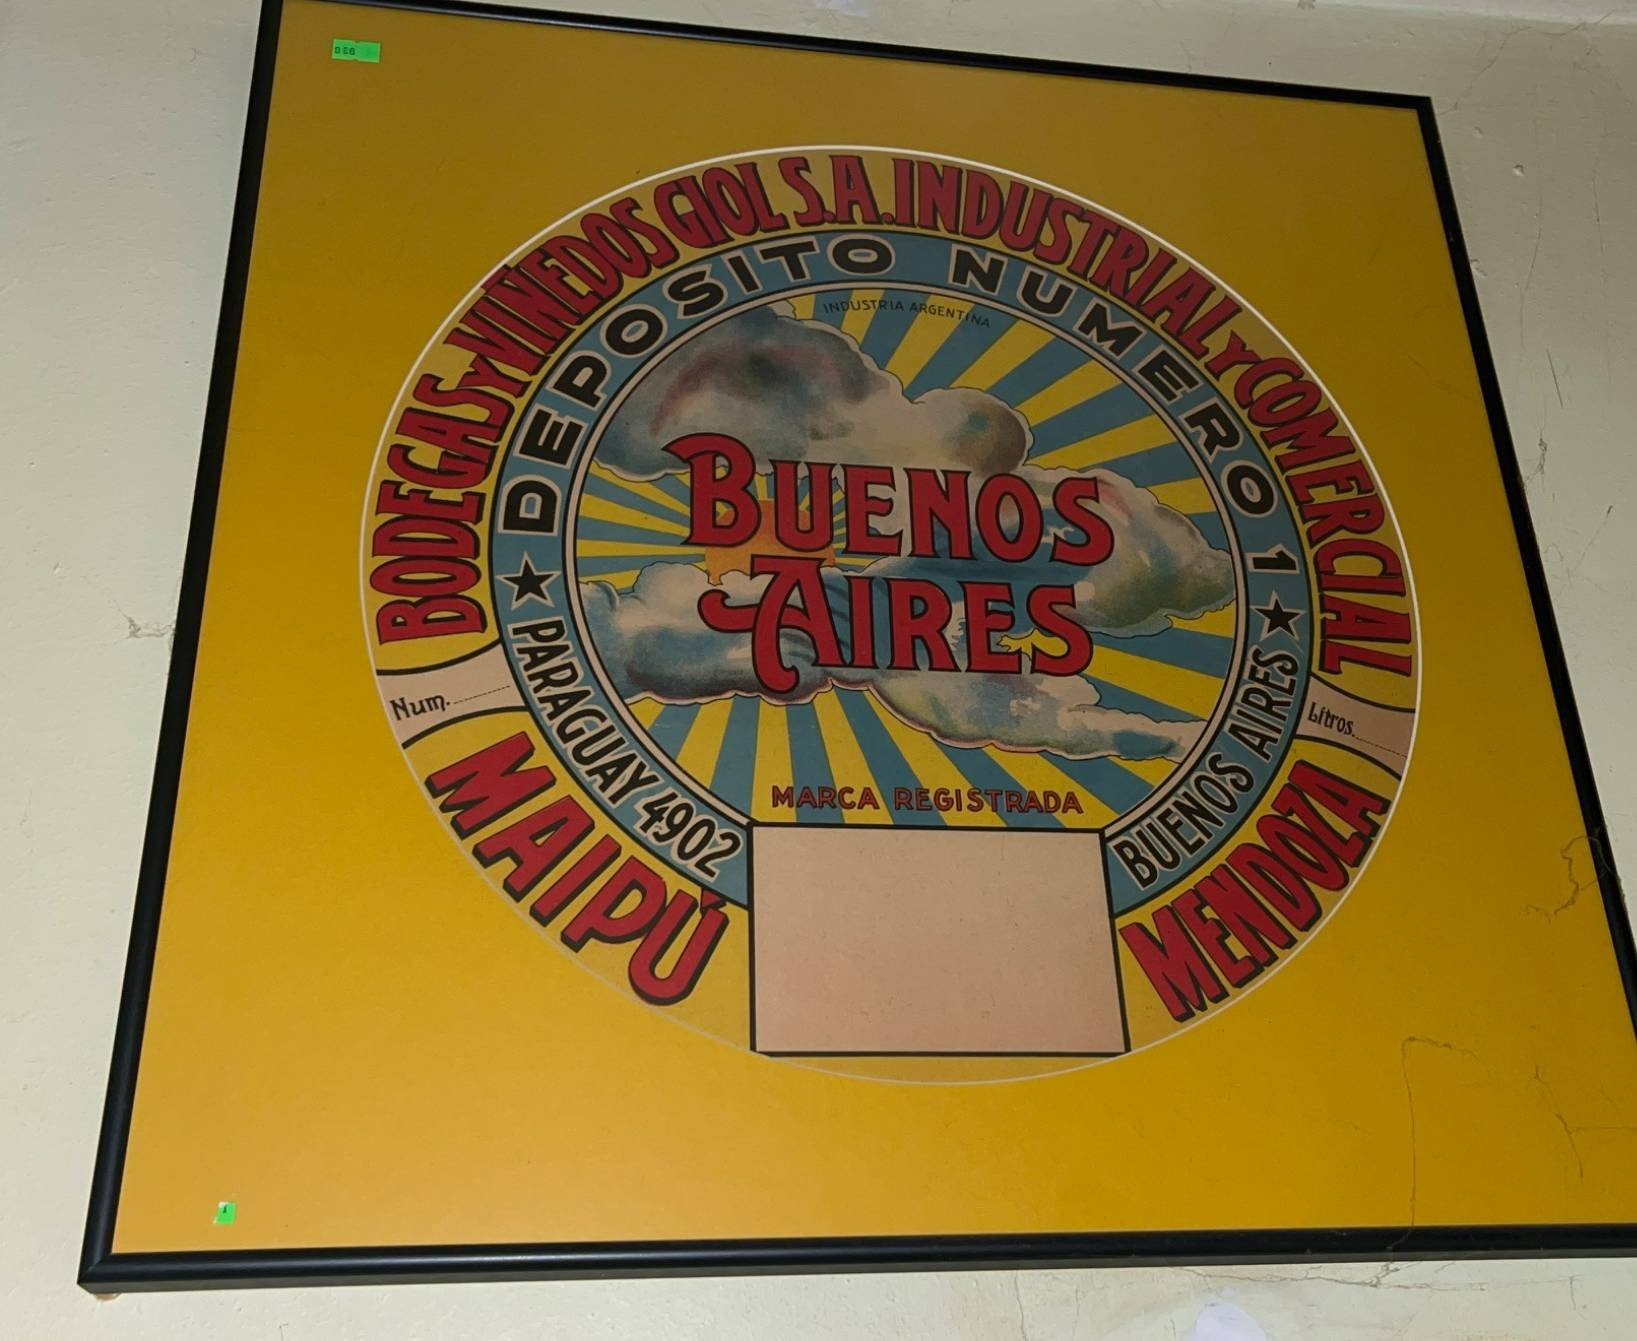 BODEGAS Y VIÑEDOS GIOL S.A. INDUSTRIAL Y COMERCIAL
DEPOSITO NUMERO 1
INDUSTRIA ARGENTINA
BUENOS
AIRES
Num.
Litros
PARAGUAY 4902
BUENOS AIRES
MARCA REGISTRADA
MAIPÚ
MENDOZA